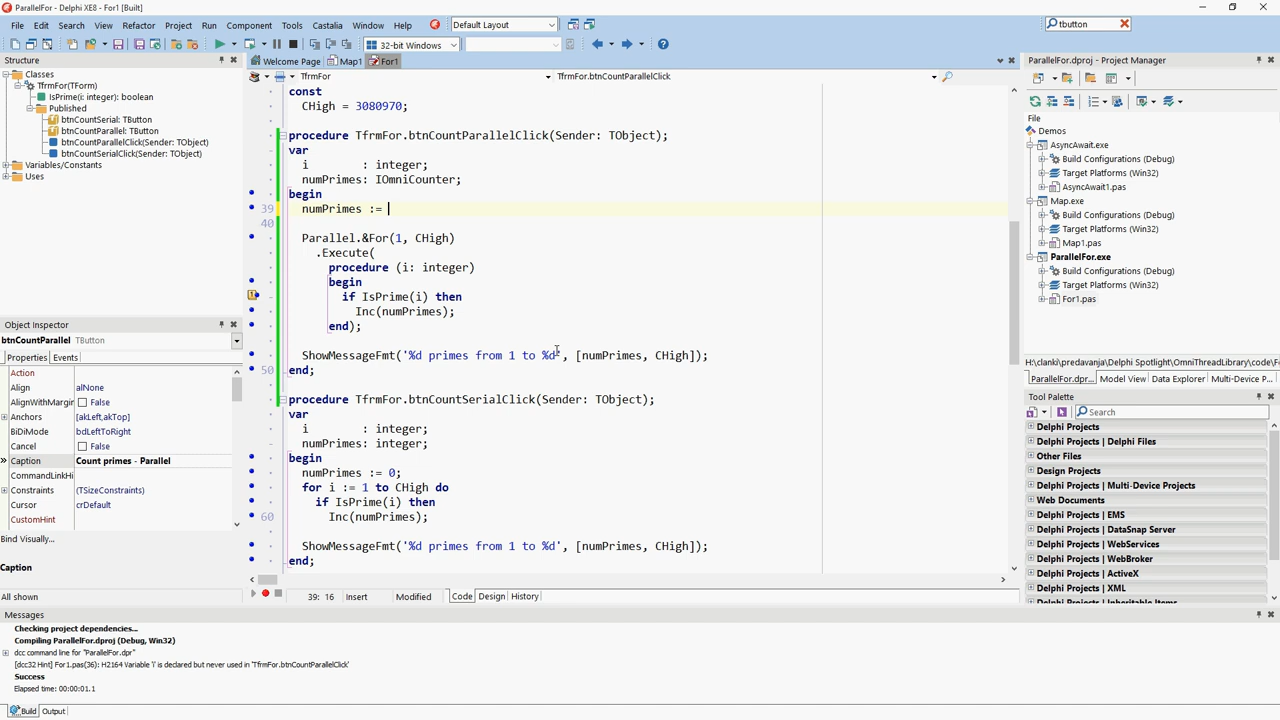 ParallelFor - Delphi XE8 - For1 [Built]
File Edit Search View Refactor Project Run Component Tools Castalia Window Help Default Layout tbutton
32-bit Windows
Structure
Classes
TfrmFor(TForm)
IsPrime(i: integer): boolean
Published
btnCountSerial: TButton
btnCountParallel: TButton
btnCountParallelClick(Sender: TObject)
btnCountSerialClick(Sender: TObject)
Variables/Constants
Uses
Object Inspector
btnCountParallel TButton
Properties Events
Action
Align alNone
AlignWithMargin False
Anchors [akLeft,akTop]
BiDiMode bdLeftToRight
Cancel False
» Caption Count primes - Parallel
CommandLinkHi
Constraints (TSizeConstraints)
Cursor crDefault
CustomHint
Bind Visually...
Caption
All shown
Welcome Page Map1 For1
TfrmFor TfrmFor.btnCountParallelClick
const
CHigh = 3080970;
procedure TfrmFor.btnCountParallelClick(Sender: TObject);
var
i : integer;
numPrimes: IOmniCounter;
begin
39 numPrimes :=
40
Parallel.&For(1, CHigh)
.Execute(
procedure (i: integer)
begin
if IsPrime(i) then
Inc(numPrimes);
end);
ShowMessageFmt('%d primes from 1 to %d', [numPrimes, CHigh]);
50 end;
procedure TfrmFor.btnCountSerialClick(Sender: TObject);
var
i : integer;
numPrimes: integer;
begin
numPrimes := 0;
for i := 1 to CHigh do
if IsPrime(i) then
60 Inc(numPrimes);
ShowMessageFmt('%d primes from 1 to %d', [numPrimes, CHigh]);
end;
39: 16 Insert Modified Code Design History
ParallelFor.dproj - Project Manager
File
Demos
AsyncAwait.exe
Build Configurations (Debug)
Target Platforms (Win32)
AsyncAwait1.pas
Map.exe
Build Configurations (Debug)
Target Platforms (Win32)
Map1.pas
ParallelFor.exe
Build Configurations (Debug)
Target Platforms (Win32)
For1.pas
H:\clanki\predavanja\Delphi Spotlight\OmniThreadLibrary\code\Fo
ParallelFor.dpr... Model View Data Explorer Multi-Device P...
Tool Palette
Search
Delphi Projects
Delphi Projects | Delphi Files
Other Files
Design Projects
Delphi Projects | Multi-Device Projects
Web Documents
Delphi Projects | EMS
Delphi Projects | DataSnap Server
Delphi Projects | WebServices
Delphi Projects | WebBroker
Delphi Projects | ActiveX
Delphi Projects | XML
Delphi Projects | Inheritable Items
Messages
Checking project dependencies...
Compiling ParallelFor.dproj (Debug, Win32)
dcc command line for "ParallelFor.dpr"
[dcc32 Hint] For1.pas(36): H2164 Variable 'i' is declared but never used in 'TfrmFor.btnCountParallelClick'
Success
Elapsed time: 00:00:01.1
Build Output